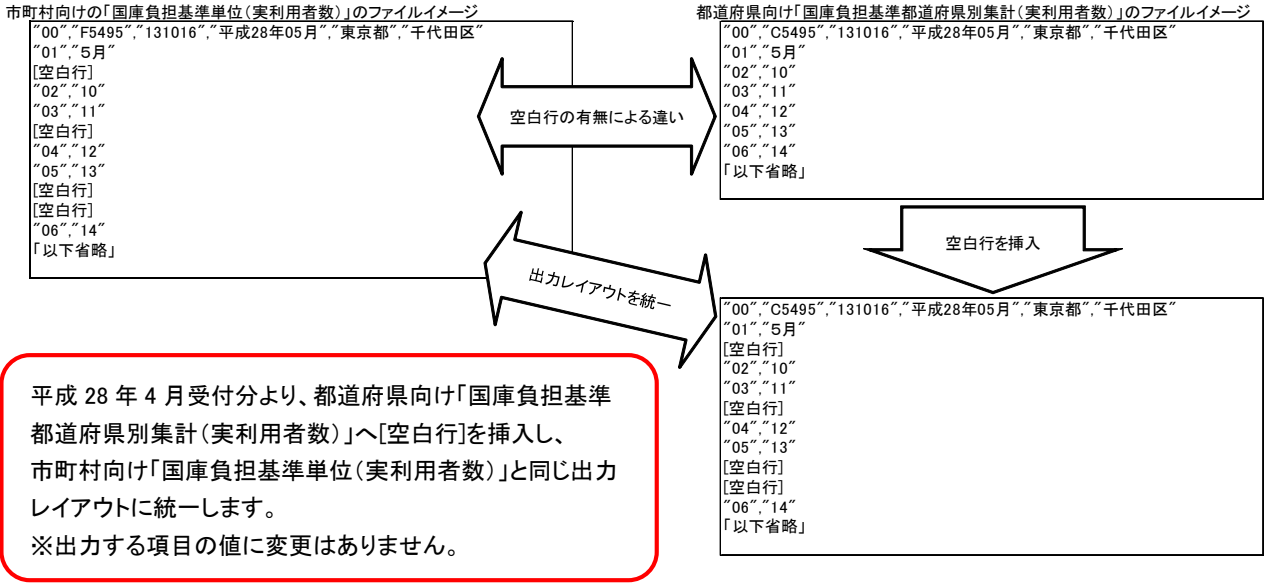 市町村向けの「国庫負担基準単位(実利用者数)」のファイルイメージ
"00","F5495","131016","平成28年05月","東京都","千代田区"
"01","5月"
[空白行]
"02","10"
"03","11"
[空白行]
"04","12"
"05","13"
[空白行]
[空白行]
"06","14"
「以下省略」
空白行の有無による違い
都道府県向け「国庫負担基準都道府県別集計(実利用者数)」のファイルイメージ
"00","C5495","131016","平成28年05月","東京都","千代田区"
"01","5月"
"02","10"
"03","11"
"04","12"
"05","13"
"06","14"
「以下省略」
空白行を挿入
出力レイアウトを統一
"00","C5495","131016","平成28年05月","東京都","千代田区"
"01","5月"
[空白行]
"02","10"
"03","11"
[空白行]
"04","12"
"05","13"
[空白行]
[空白行]
"06","14"
「以下省略」
平成 28 年 4 月受付分より、都道府県向け「国庫負担基準
都道府県別集計(実利用者数)」へ[空白行]を挿入し、
市町村向け「国庫負担基準単位(実利用者数)」と同じ出力
レイアウトに統一します。
※出力する項目の値に変更はありません。